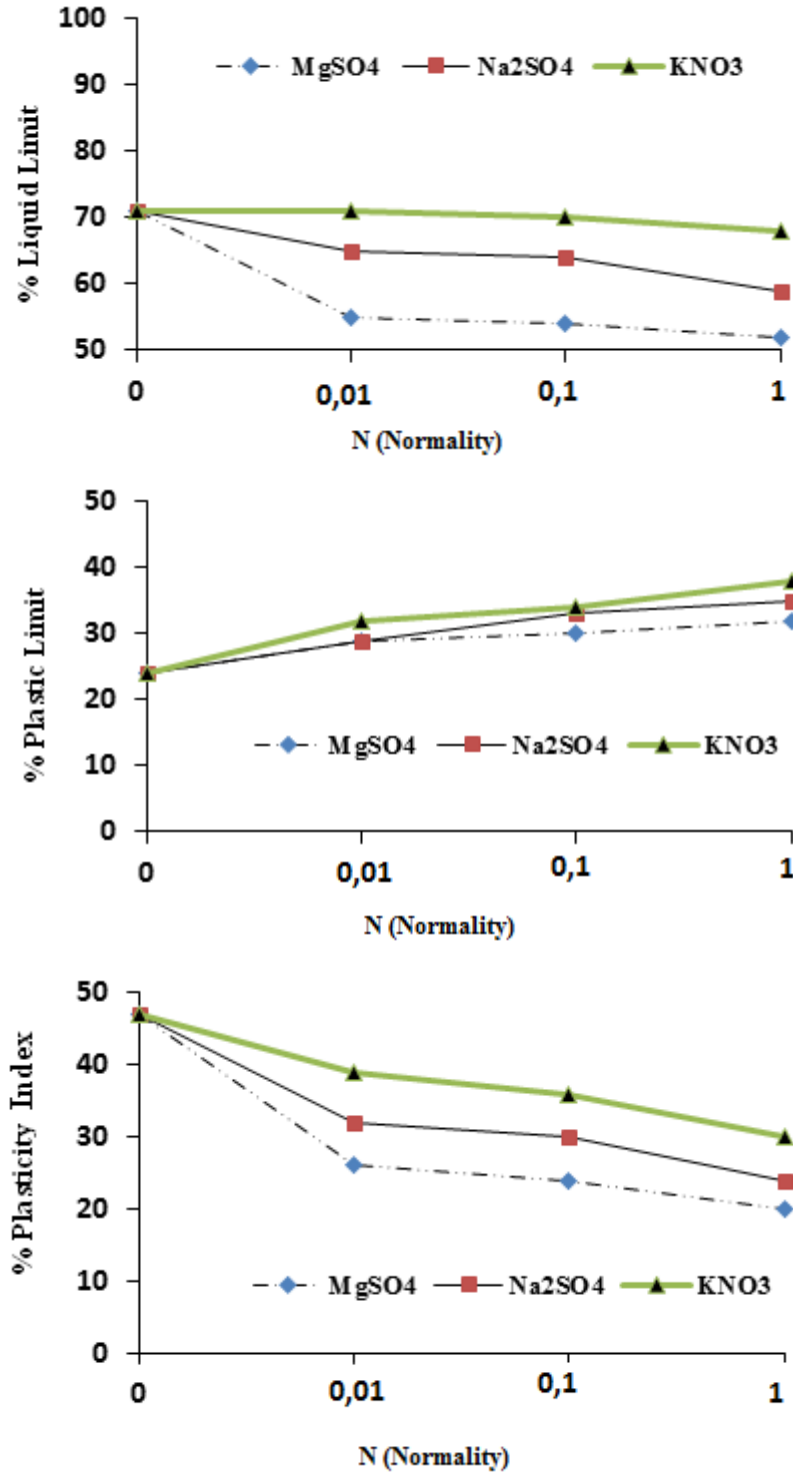 100
90
80
70
60
50
% Liquid Limit
MgSO4 Na2SO4 KNO3
0 0,01 0,1 1
N (Normality)
50
40
30
20
10
0
% Plastic Limit
MgSO4 Na2SO4 KNO3
0 0,01 0,1 1
N (Normality)
50
40
30
20
10
0
% Plasticity Index
MgSO4 Na2SO4 KNO3
0 0,01 0,1 1
N (Normality)